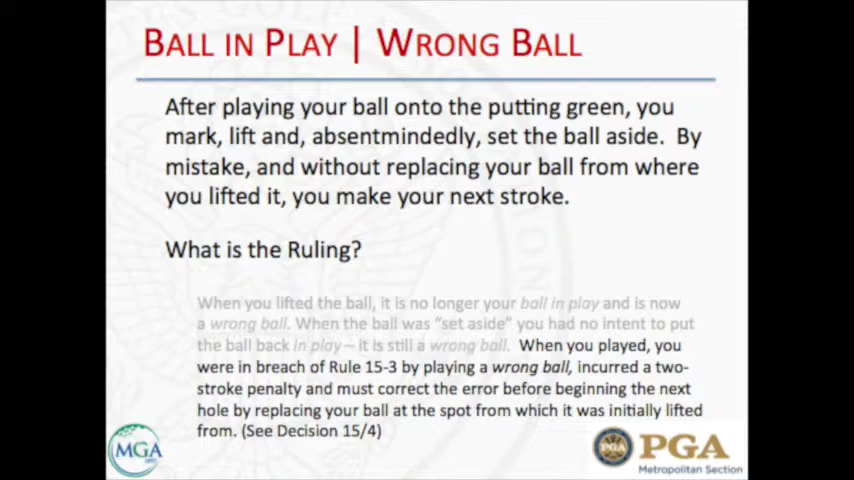 BALL IN PLAY | WRONG BALL
After playing your ball onto the putting green, you
mark, lift and, absentmindedly, set the ball aside. By
mistake, and without replacing your ball from where
you lifted it, you make your next stroke.
What is the Ruling?
When you lifted the ball, it is no longer your ball in play and is now
a wrong ball. When the ball was “set aside” you had no intent to put
the ball back in play – it is still a wrong ball. When you played, you
were in breach of Rule 15-3 by playing a wrong ball, incurred a two-
stroke penalty and must correct the error before beginning the next
hole by replacing your ball at the spot from which it was initially lifted
from. (See Decision 15/4)
MGA
PGA
Metropolitan Section